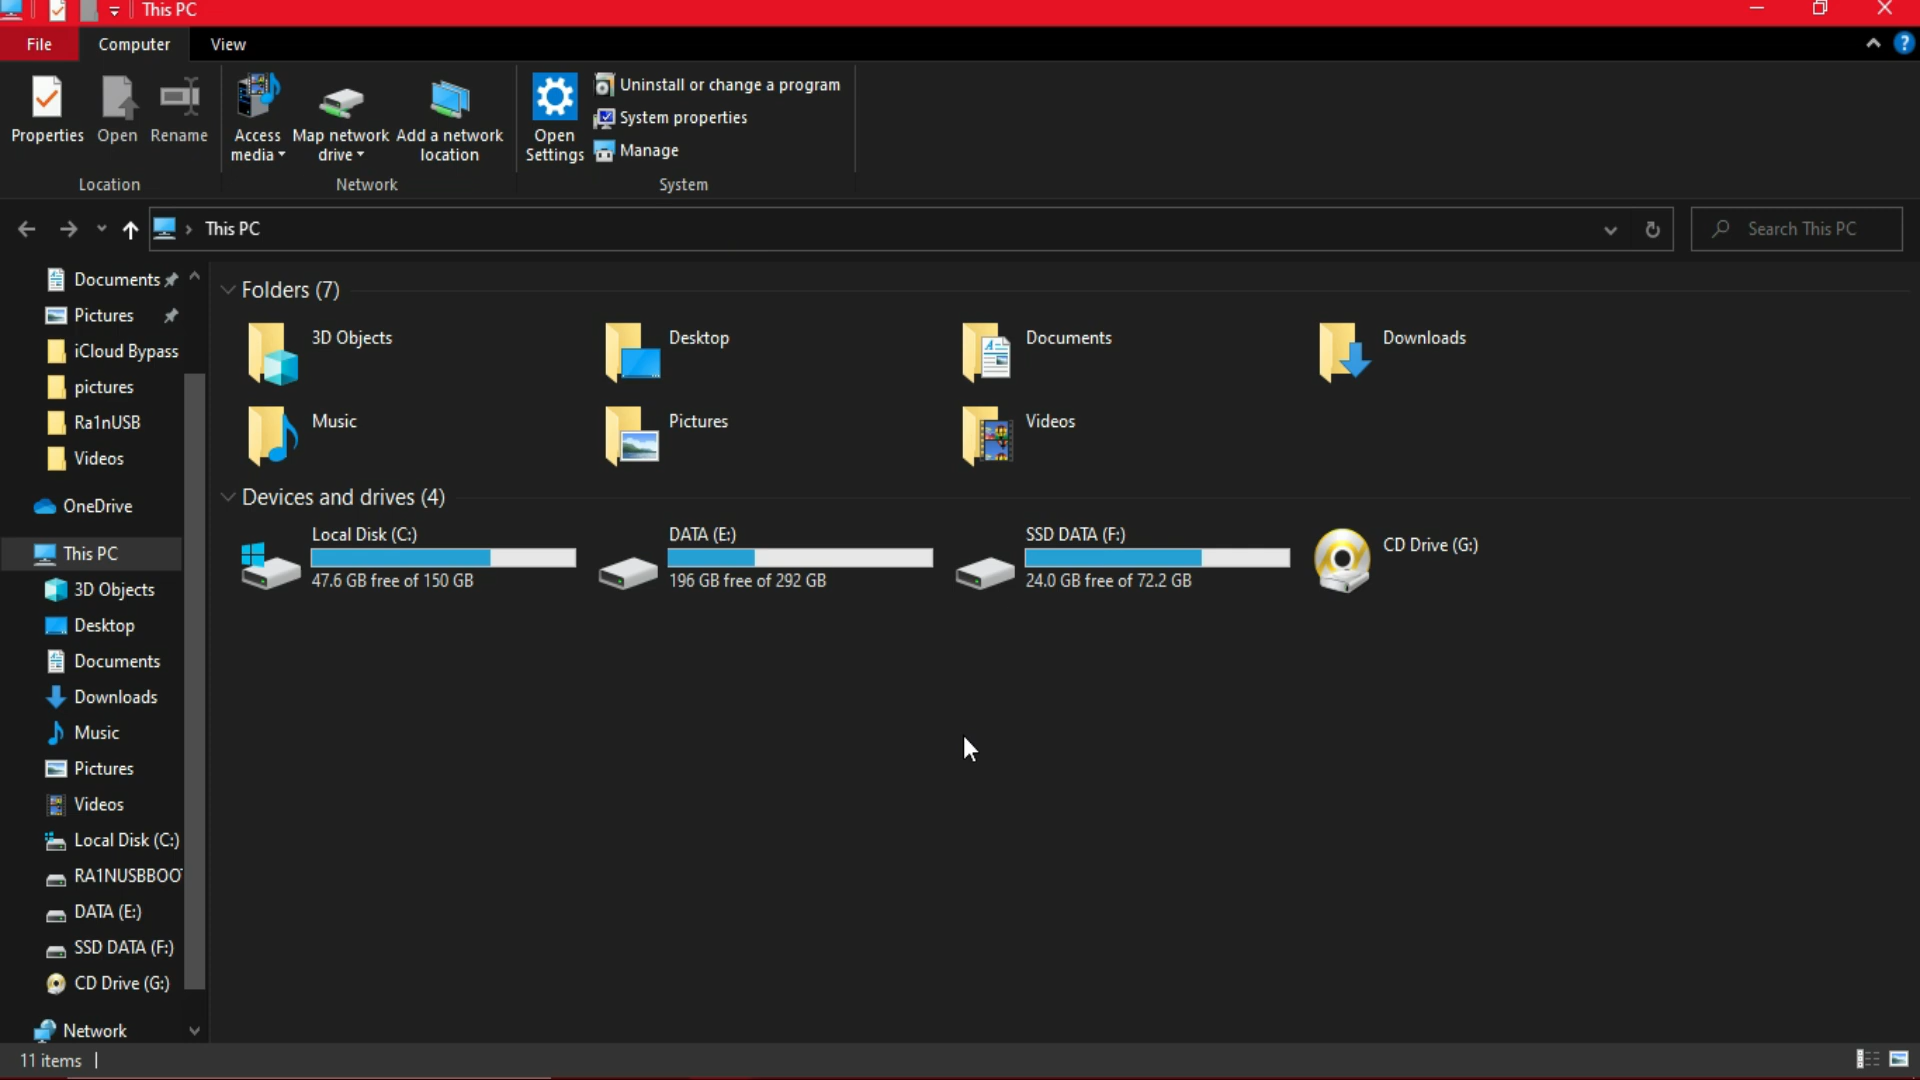 This PC
File
Computer
View
Properties
Open
Rename
Access
media
Map network
drive
Add a network
location
Open
Settings
Uninstall or change a program
System properties
Manage
Location
Network
System
This PC
Search This PC
Documents
Pictures
iCloud Bypass
pictures
Ra1nUSB
Videos
OneDrive
This PC
3D Objects
Desktop
Documents
Downloads
Music
Pictures
Videos
Local Disk (C:)
RA1NUSBBOO
DATA (E:)
SSD DATA (F:)
CD Drive (G:)
Network
Folders (7)
3D Objects
Desktop
Documents
Downloads
Music
Pictures
Videos
Devices and drives (4)
Local Disk (C:)
47.6 GB free of 150 GB
DATA (E:)
196 GB free of 292 GB
SSD DATA (F:)
24.0 GB free of 72.2 GB
CD Drive (G:)
11 items